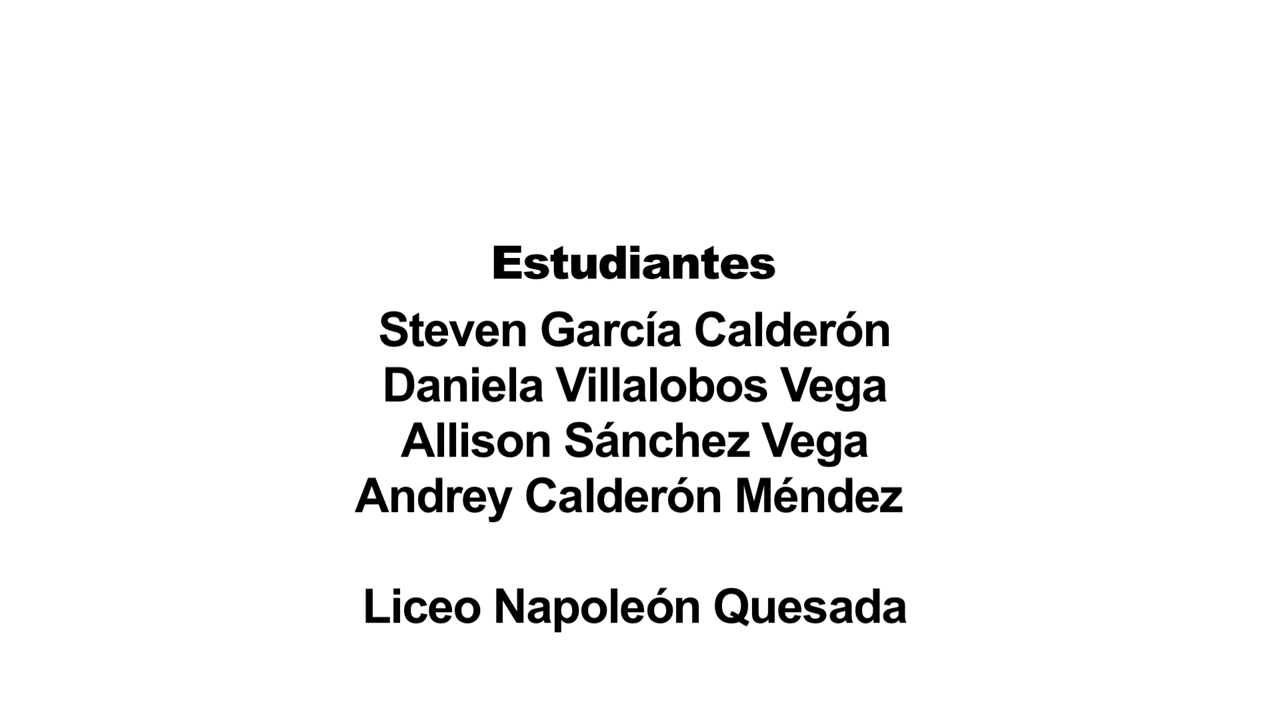 Estudiantes
Steven García Calderón
Daniela Villalobos Vega
Allison Sánchez Vega
Andrey Calderón Méndez
Liceo Napoleón Quesada